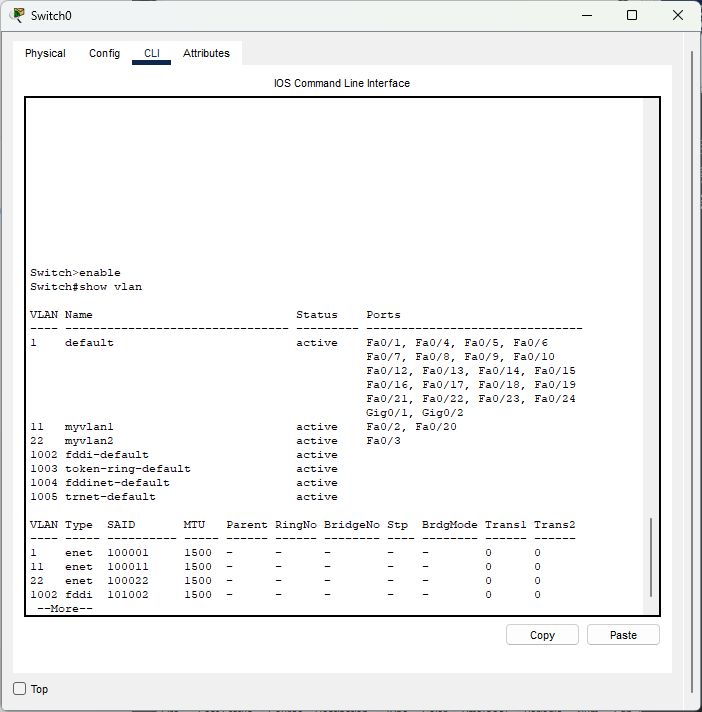 Switch0
Physical Config CLI Attributes
IOS Command Line Interface
Switch>enable
Switch#show vlan
VLAN Name                             Status    Ports
---- -------------------------------- --------- -------------------------------
1    default                          active    Fa0/1, Fa0/4, Fa0/5, Fa0/6
                                                Fa0/7, Fa0/8, Fa0/9, Fa0/10
                                                Fa0/12, Fa0/13, Fa0/14, Fa0/15
                                                Fa0/16, Fa0/17, Fa0/18, Fa0/19
                                                Fa0/21, Fa0/22, Fa0/23, Fa0/24
                                                Gig0/1, Gig0/2
11   myvlan1                          active    Fa0/2, Fa0/20
22   myvlan2                          active    Fa0/3
1002 fddi-default                     active
1003 token-ring-default               active
1004 fddinet-default                  active
1005 trnet-default                    active
VLAN Type  SAID       MTU   Parent RingNo BridgeNo Stp  BrdgMode Trans1 Trans2
---- ----- ---------- ----- ------ ------ -------- ---- -------- ------ ------
1    enet  100001     1500  -      -      -        -    -        0      0
11   enet  100011     1500  -      -      -        -    -        0      0
22   enet  100022     1500  -      -      -        -    -        0      0
1002 fddi  101002     1500  -      -      -        -    -        0      0
 --More--
Copy Paste
Top